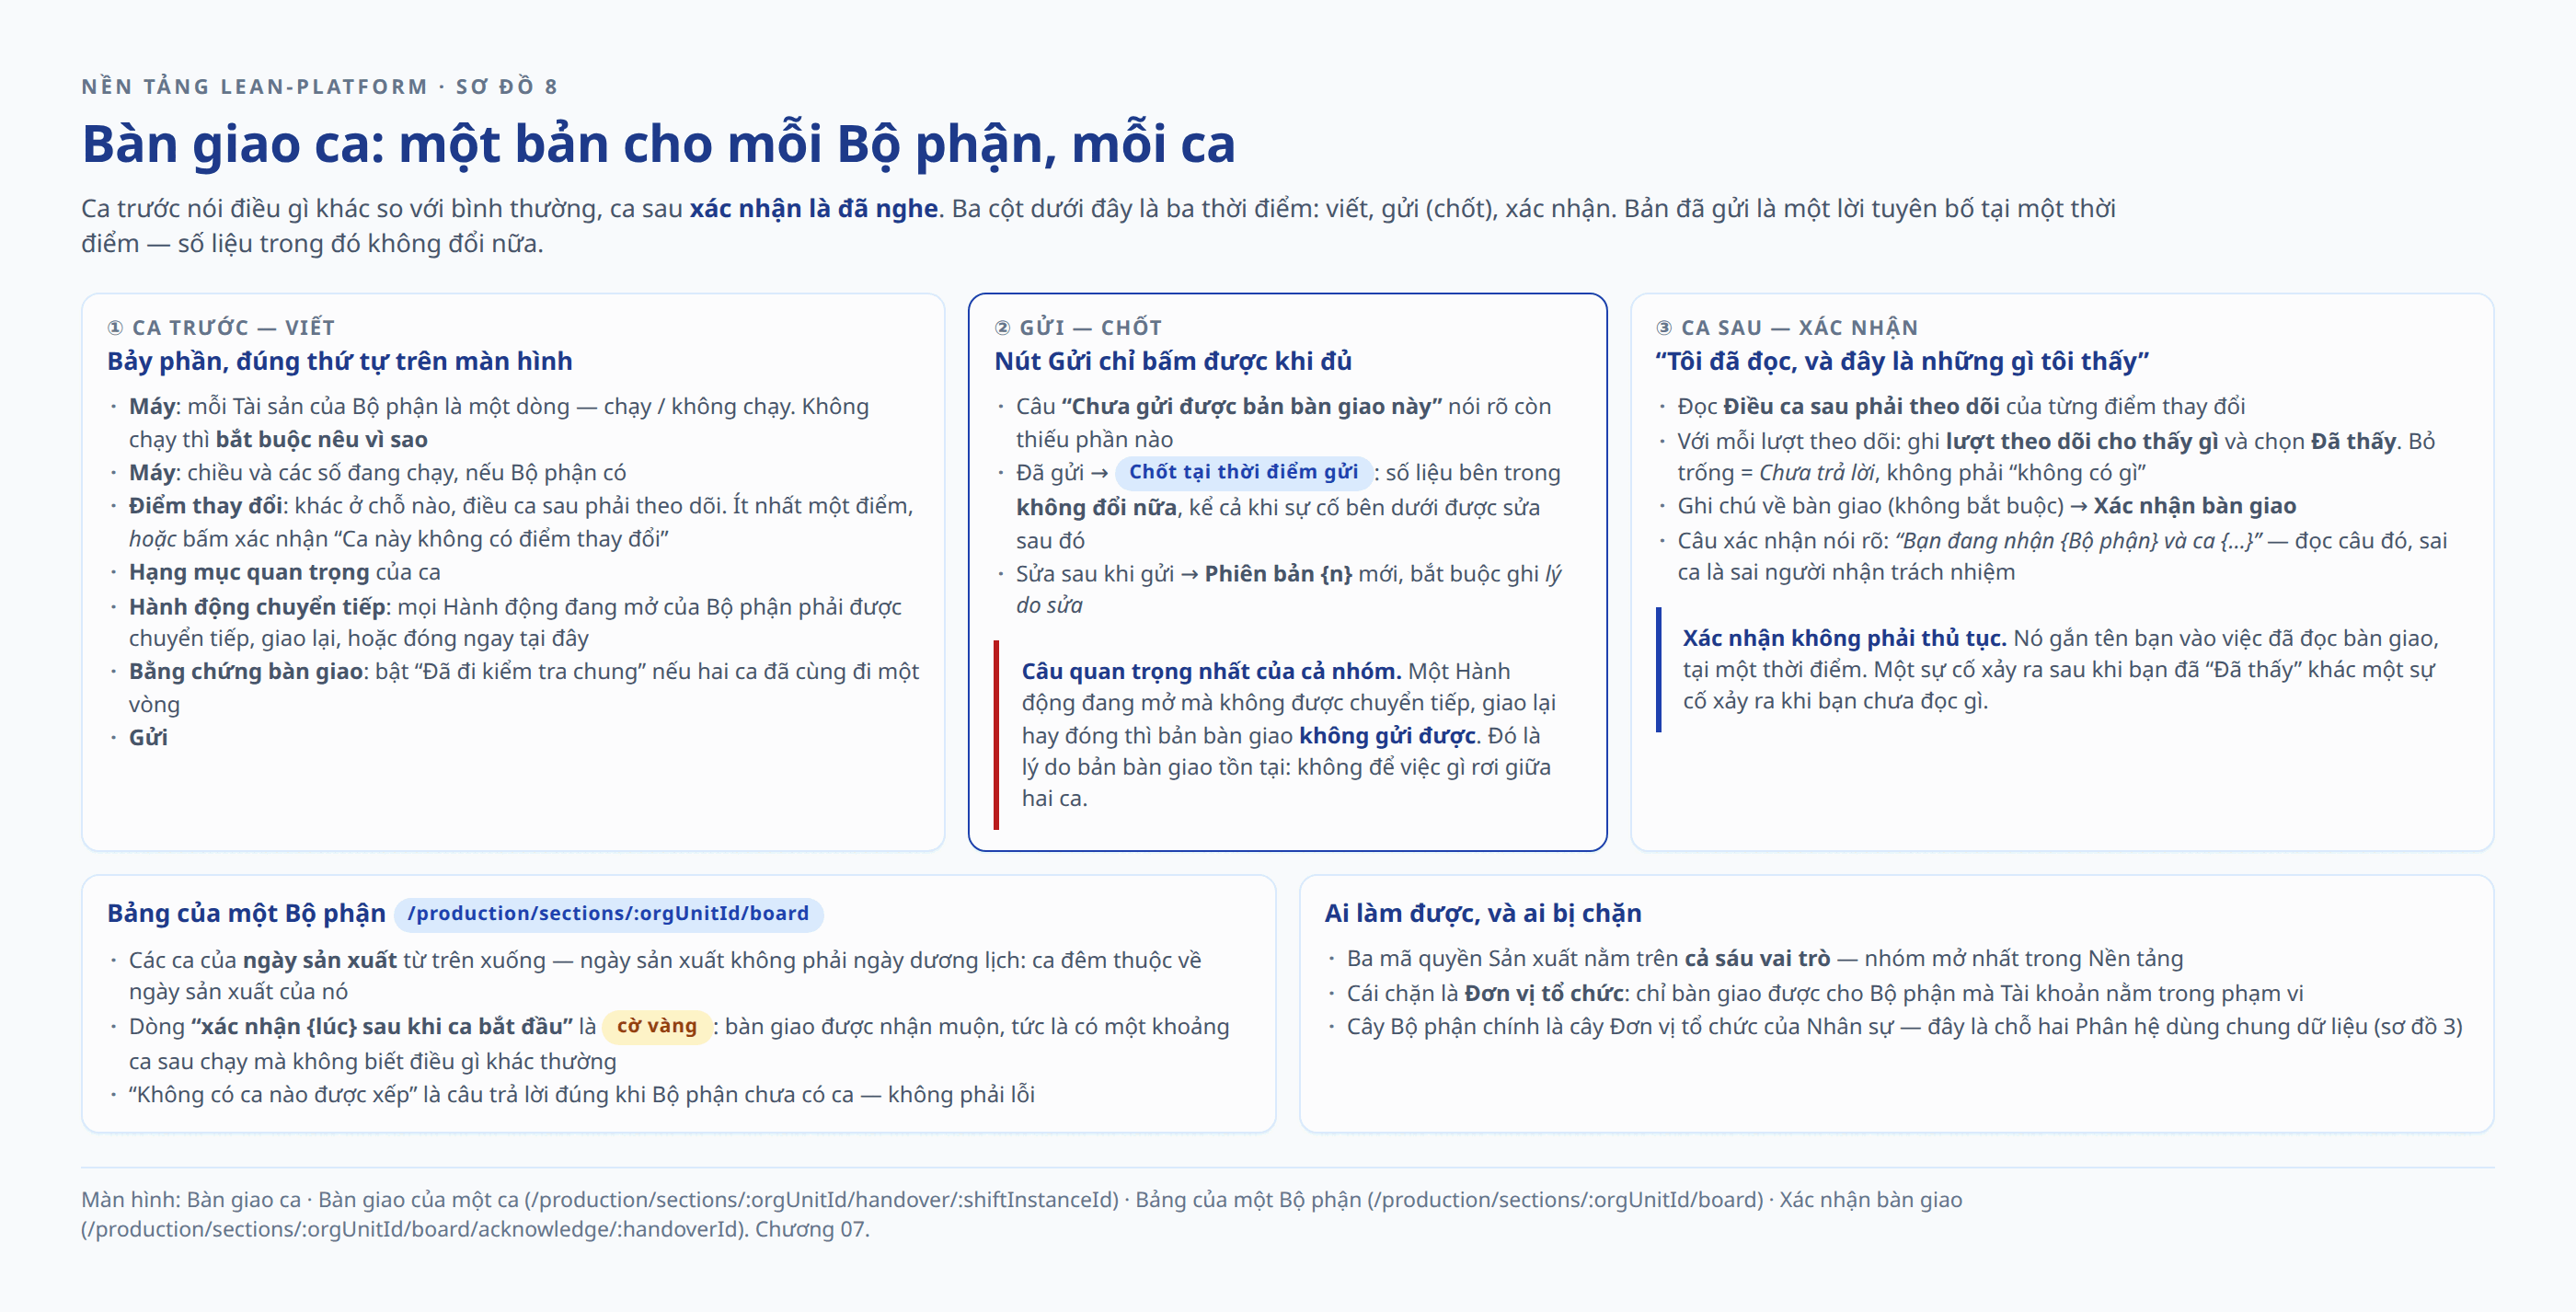 NỀN TẢNG LEAN-PLATFORM · SƠ ĐỒ 8
Bàn giao ca: một bản cho mỗi Bộ phận, mỗi ca
Ca trước nói điều gì khác so với bình thường, ca sau xác nhận là đã nghe. Ba cột dưới đây là ba thời điểm: viết, gửi (chốt), xác nhận. Bản đã gửi là một lời tuyên bố tại một thời
điểm — số liệu trong đó không đổi nữa.
① CA TRƯỚC — VIẾT
Bảy phần, đúng thứ tự trên màn hình
· Máy: mỗi Tài sản của Bộ phận là một dòng — chạy / không chạy. Không
chạy thì bắt buộc nêu vì sao
· Máy: chiều và các số đang chạy, nếu Bộ phận có
· Điểm thay đổi: khác ở chỗ nào, điều ca sau phải theo dõi. Ít nhất một điểm,
hoặc bấm xác nhận “Ca này không có điểm thay đổi”
· Hạng mục quan trọng của ca
· Hành động chuyển tiếp: mọi Hành động đang mở của Bộ phận phải được
chuyển tiếp, giao lại, hoặc đóng ngay tại đây
· Bằng chứng bàn giao: bật “Đã đi kiểm tra chung” nếu hai ca đã cùng đi một
vòng
· Gửi
② GỬI — CHỐT
Nút Gửi chỉ bấm được khi đủ
· Câu “Chưa gửi được bản bàn giao này” nói rõ còn
thiếu phần nào
· Đã gửi → Chốt tại thời điểm gửi: số liệu bên trong
không đổi nữa, kể cả khi sự cố bên dưới được sửa
sau đó
· Sửa sau khi gửi → Phiên bản {n} mới, bắt buộc ghi lý
do sửa
Câu quan trọng nhất của cả nhóm. Một Hành
động đang mở mà không được chuyển tiếp, giao lại
hay đóng thì bản bàn giao không gửi được. Đó là
lý do bản bàn giao tồn tại: không để việc gì rơi giữa
hai ca.
③ CA SAU — XÁC NHẬN
“Tôi đã đọc, và đây là những gì tôi thấy”
· Đọc Điều ca sau phải theo dõi của từng điểm thay đổi
· Với mỗi lượt theo dõi: ghi lượt theo dõi cho thấy gì và chọn Đã thấy. Bỏ
trống = Chưa trả lời, không phải “không có gì”
· Ghi chú về bàn giao (không bắt buộc) → Xác nhận bàn giao
· Câu xác nhận nói rõ: “Bạn đang nhận {Bộ phận} và ca {…}” — đọc câu đó, sai
ca là sai người nhận trách nhiệm
Xác nhận không phải thủ tục. Nó gắn tên bạn vào việc đã đọc bàn giao,
tại một thời điểm. Một sự cố xảy ra sau khi bạn đã “Đã thấy” khác một sự
cố xảy ra khi bạn chưa đọc gì.
Bảng của một Bộ phận /production/sections/:orgUnitId/board
· Các ca của ngày sản xuất từ trên xuống — ngày sản xuất không phải ngày dương lịch: ca đêm thuộc về
ngày sản xuất của nó
· Dòng “xác nhận {lúc} sau khi ca bắt đầu” là cờ vàng: bàn giao được nhận muộn, tức là có một khoảng
ca sau chạy mà không biết điều gì khác thường
· “Không có ca nào được xếp” là câu trả lời đúng khi Bộ phận chưa có ca — không phải lỗi
Ai làm được, và ai bị chặn
· Ba mã quyền Sản xuất nằm trên cả sáu vai trò — nhóm mở nhất trong Nền tảng
· Cái chặn là Đơn vị tổ chức: chỉ bàn giao được cho Bộ phận mà Tài khoản nằm trong phạm vi
· Cây Bộ phận chính là cây Đơn vị tổ chức của Nhân sự — đây là chỗ hai Phân hệ dùng chung dữ liệu (sơ đồ 3)
Màn hình: Bàn giao ca · Bàn giao của một ca (/production/sections/:orgUnitId/handover/:shiftInstanceId) · Bảng của một Bộ phận (/production/sections/:orgUnitId/board) · Xác nhận bàn giao
(/production/sections/:orgUnitId/board/acknowledge/:handoverId). Chương 07.